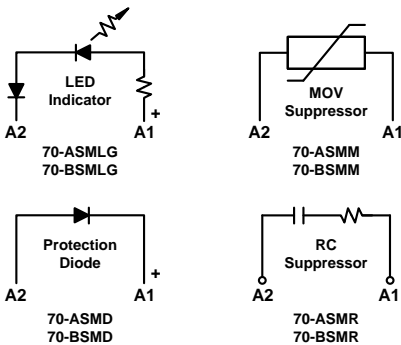 LED
Indicator
A2
A1
+
70-ASMLG
70-BSMLG
MOV
Suppressor
A2
A1
70-ASMM
70-BSMM
Protection
Diode
A2
A1
+
70-ASMD
70-BSMD
RC
Suppressor
A2
A1
70-ASMR
70-BSMR